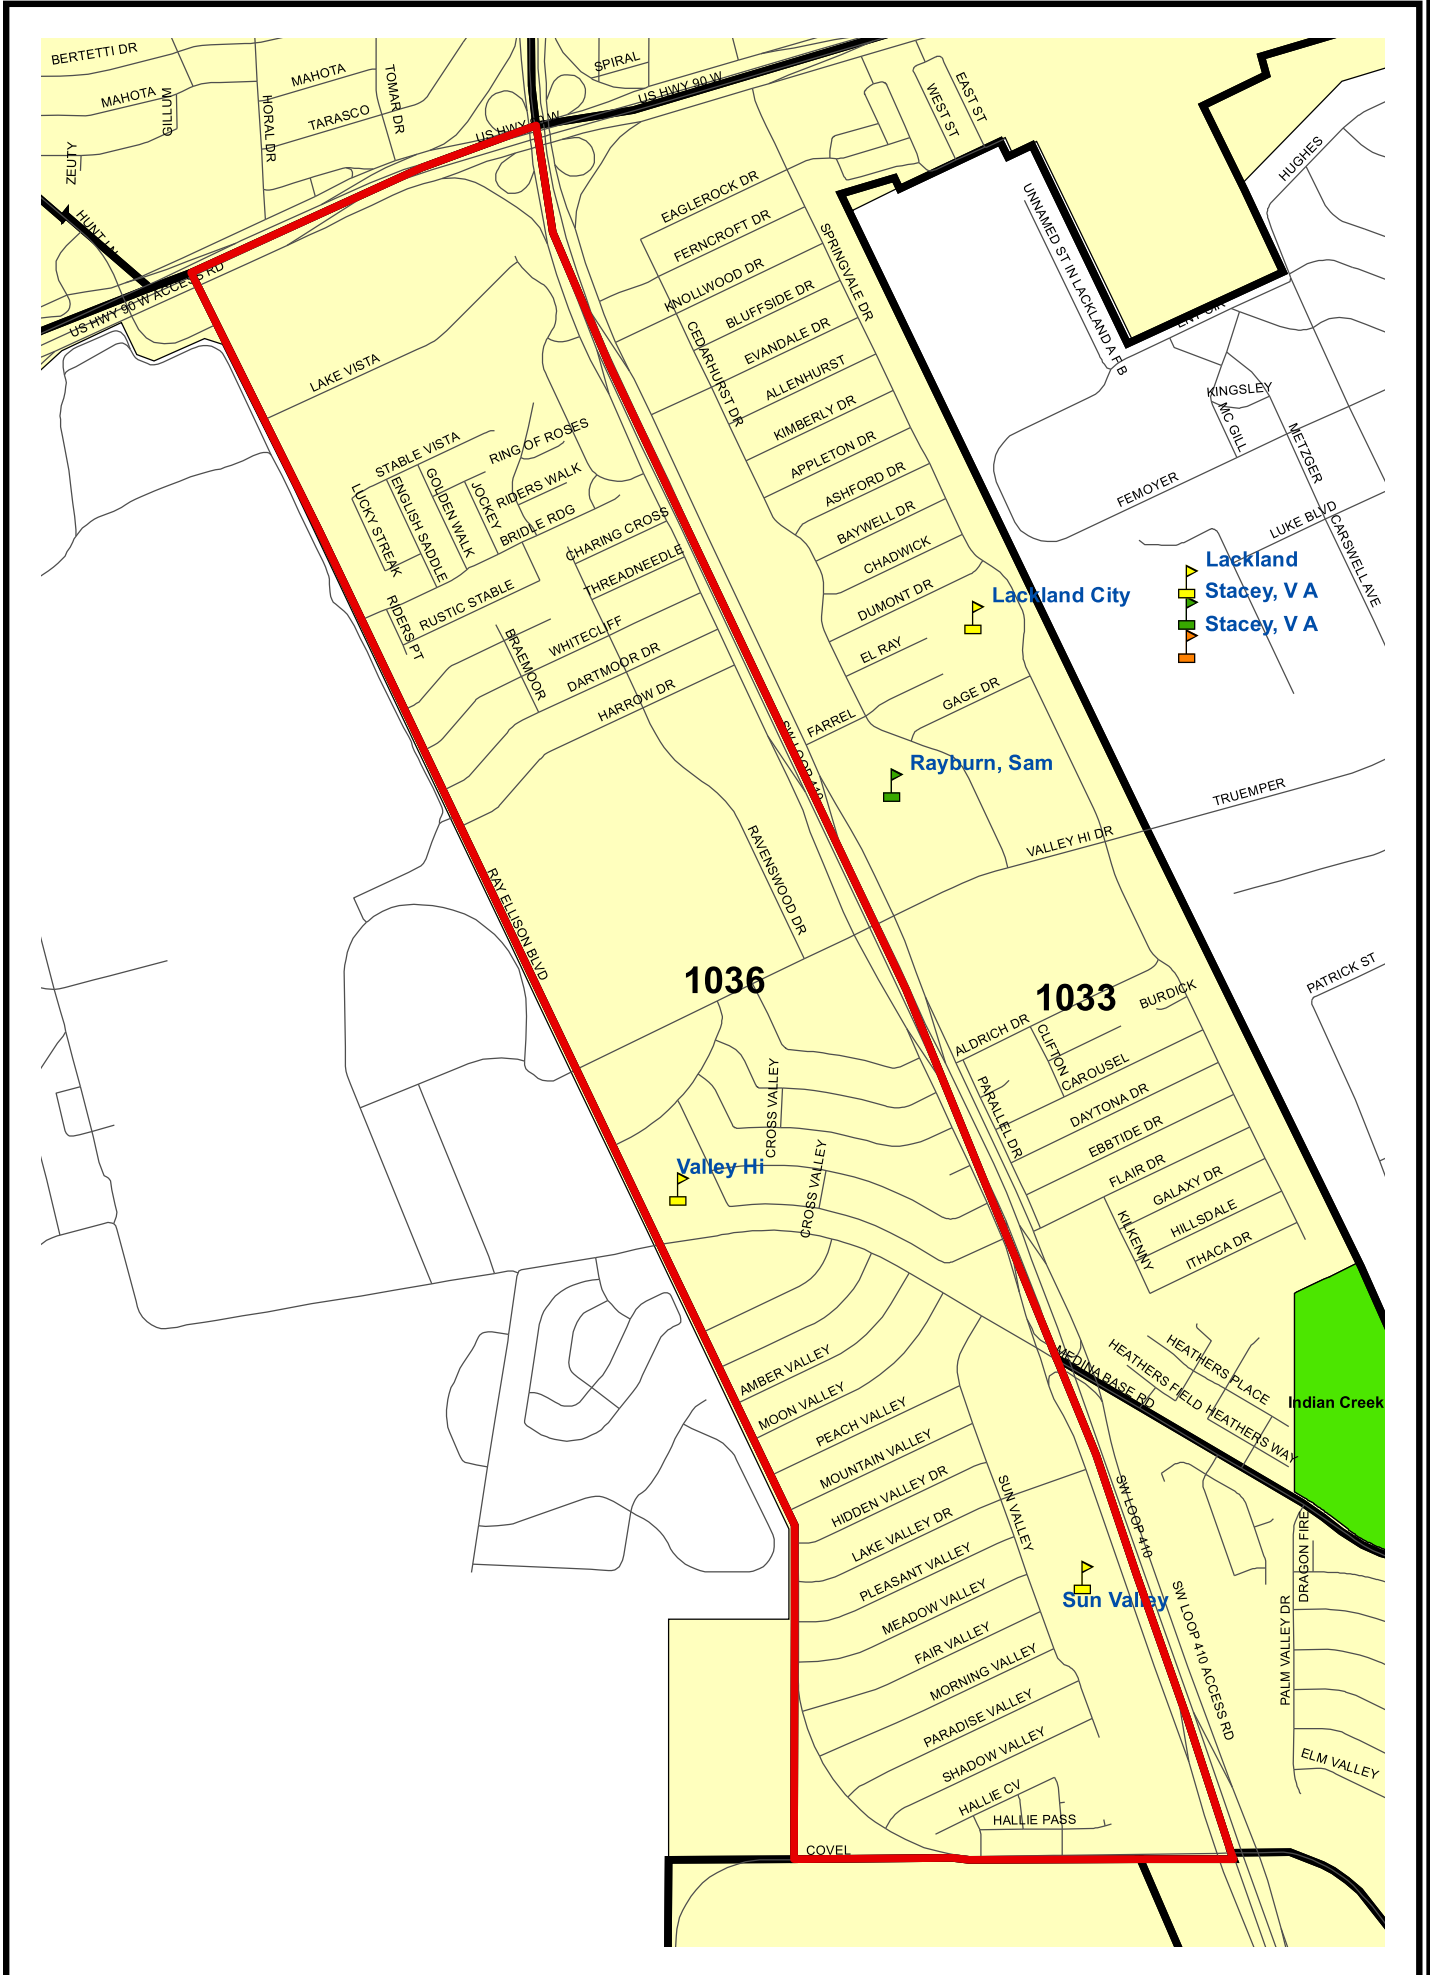 BERTETTI DR
MAHOTA
MAHOTA
GILLUM
ZEUTY
HORAL DR
TARASCO
TOMAR DR
SPIRAL
US HWY 90 W
US HWY 90 W
WEST ST
EAST ST
HUGHES
HUNT LN
US HWY 90 W ACCESS RD
EAGLEROCK DR
FERNCROFT DR
KNOLLWOOD DR
BLUFFSIDE DR
EVANDALE DR
ALLENHURST
KIMBERLY DR
APPLETON DR
ASHFORD DR
BAYWELL DR
CHADWICK
DUMONT DR
EL RAY
FARREL
GAGE DR
SPRINGVALE DR
CEDARHURST DR
UNNAMED ST IN LACKLAND A F B
KINGSLEY
MC GILL
METZGER
FEMOYER
LUKE BLVD
CARSWELL AVE
LAKE VISTA
STABLE VISTA
RING OF ROSES
LUCKY STREAK
ENGLISH SADDLE
GOLDEN WALK
JOCKEY
RIDERS WALK
BRIDLE RDG
CHARING CROSS
THREADNEEDLE
RUSTIC STABLE
RIDERS PT
BRAEMOOR
WHITECLIFF
DARTMOOR DR
HARROW DR
Lackland
Stacey, V A
Stacey, V A
Lackland City
Rayburn, Sam
SW LOOP 410
TRUEMPER
VALLEY HI DR
RAVENSWOOD DR
RAY ELLISON BLVD
1036
1033
PATRICK ST
BURDICK
ALDRICH DR
CLIFTON
CAROUSEL
PARALLEL DR
DAYTONA DR
EBBTIDE DR
FLAIR DR
GALAXY DR
HILLSDALE
ITHACA DR
KILKENNY
CROSS VALLEY
CROSS VALLEY
Valley Hi
MEDINA BASE RD
HEATHERS PLACE
HEATHERS FIELD
HEATHERS WAY
Indian Creek
AMBER VALLEY
MOON VALLEY
PEACH VALLEY
MOUNTAIN VALLEY
HIDDEN VALLEY DR
LAKE VALLEY DR
PLEASANT VALLEY
MEADOW VALLEY
FAIR VALLEY
MORNING VALLEY
PARADISE VALLEY
SHADOW VALLEY
SUN VALLEY
SW LOOP 410
SW LOOP 410 ACCESS RD
Sun Valley
DRAGON FIRE
PALM VALLEY DR
ELM VALLEY
HALLIE CV
HALLIE PASS
COVEL